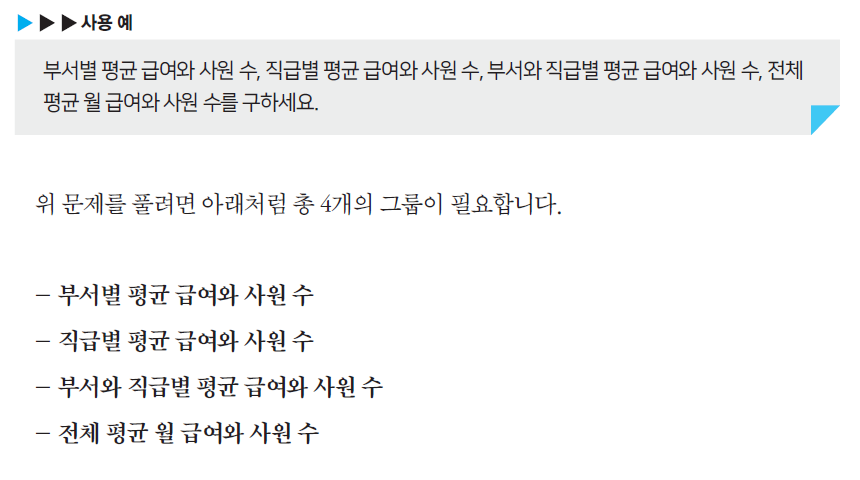 ▶▶▶ 사용 예
부서별 평균 급여와 사원 수, 직급별 평균 급여와 사원 수, 부서와 직급별 평균 급여와 사원 수, 전체
평균 월 급여와 사원 수를 구하세요.
위 문제를 풀려면 아래처럼 총 4개의 그룹이 필요합니다.
– 부서별 평균 급여와 사원 수
– 직급별 평균 급여와 사원 수
– 부서와 직급별 평균 급여와 사원 수
– 전체 평균 월 급여와 사원 수